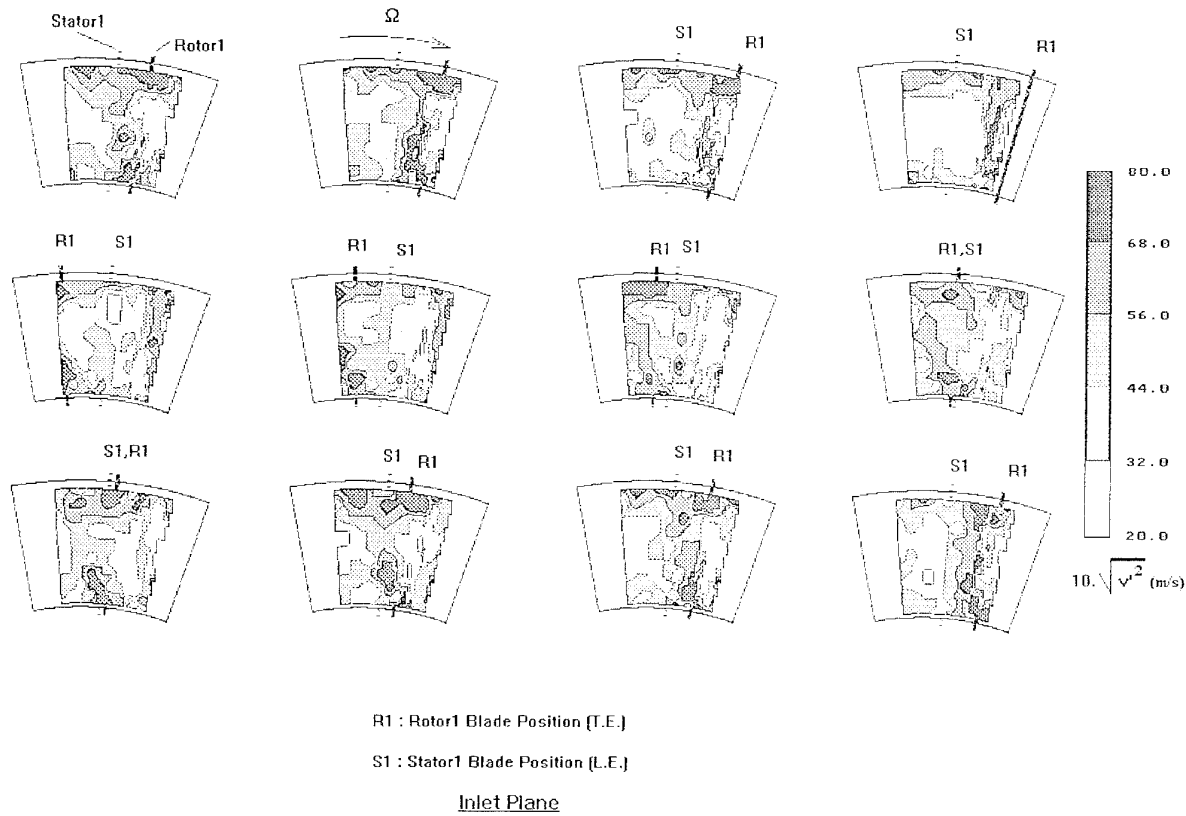 Stator1
Rotor1
Ω
S1
R1
S1
R1
R1
S1
R1
S1
R1
S1
R1,S1
S1,R1
S1
R1
S1
R1
S1
R1
80.0
68.0
56.0
44.0
32.0
20.0
10.√v'² (m/s)
R1 : Rotor1 Blade Position (T.E.)
S1 : Stator1 Blade Position (L.E.)
Inlet Plane